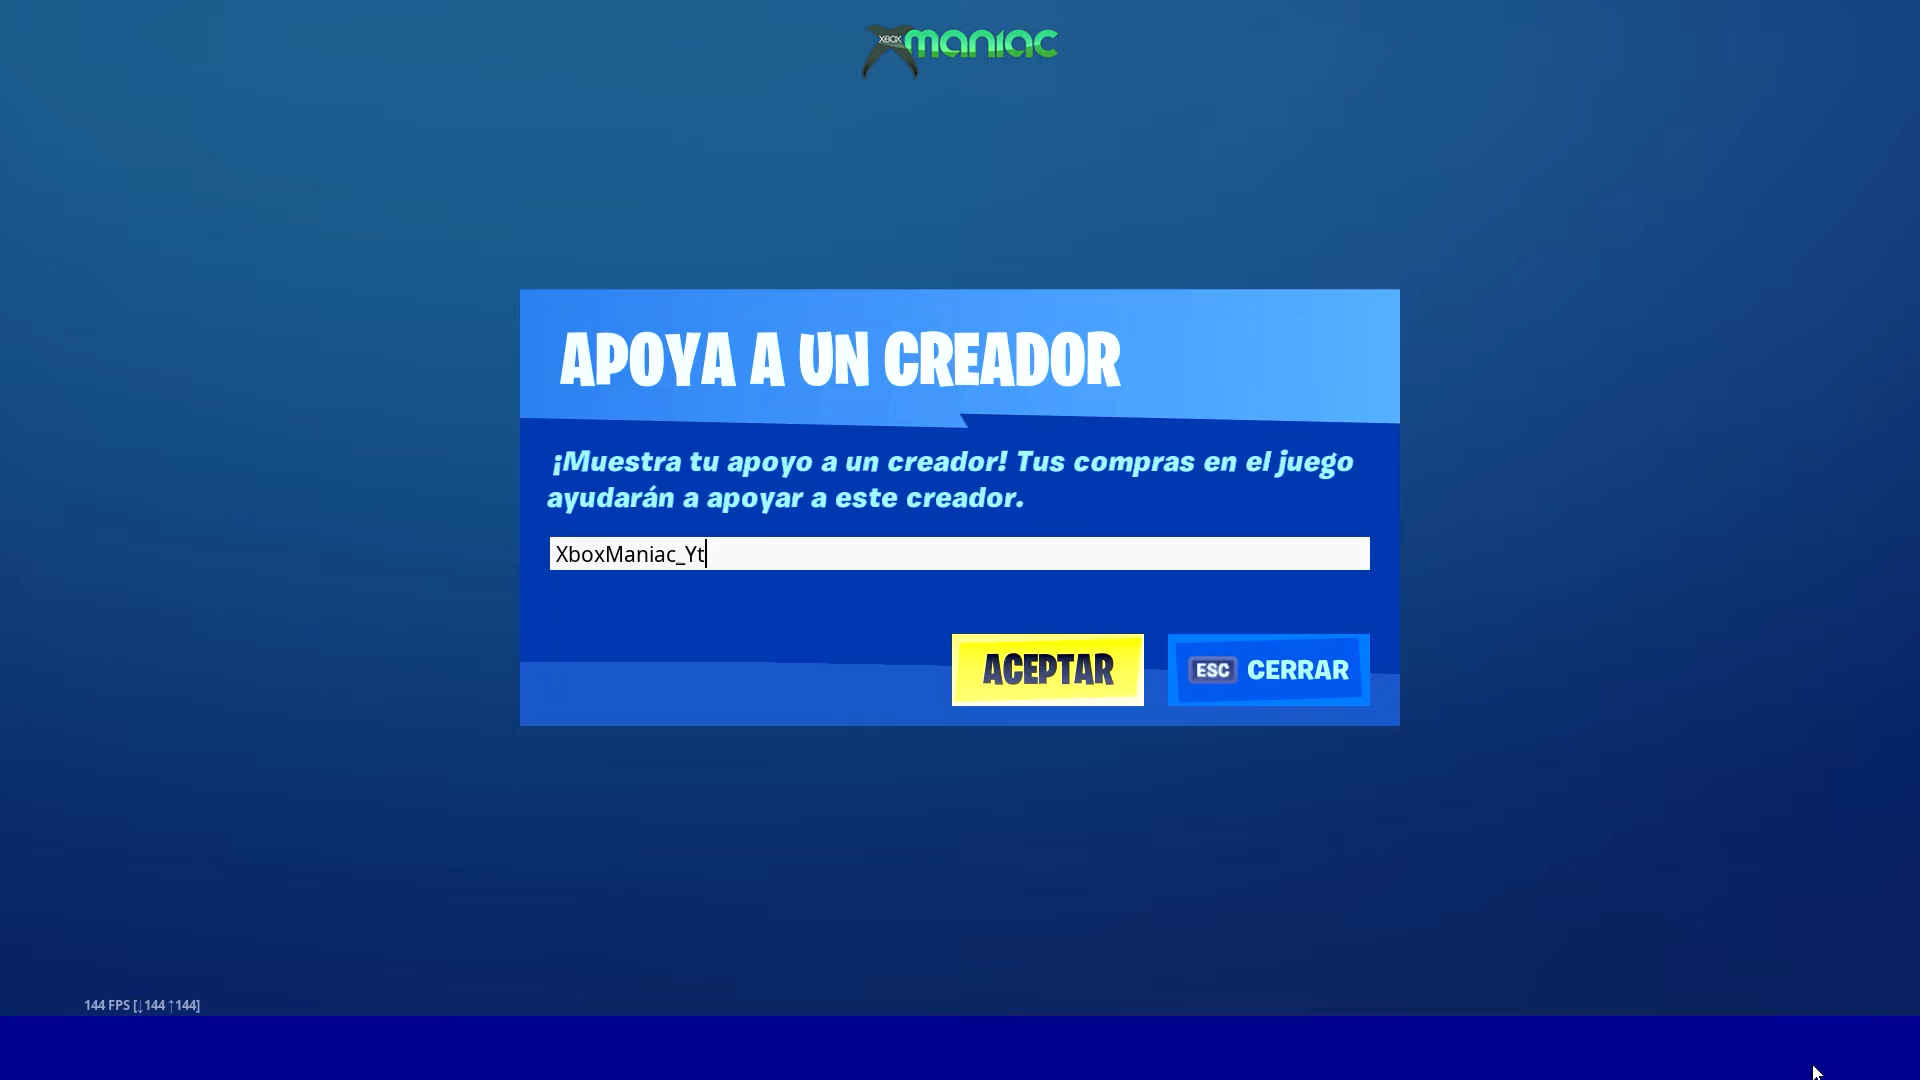 XBOX maniac
APOYA A UN CREADOR
¡Muestra tu apoyo a un creador! Tus compras en el juego
ayudarán a apoyar a este creador.
XboxManiac_Yt
ACEPTAR
ESC CERRAR
144 FPS [↓144 ↑144]